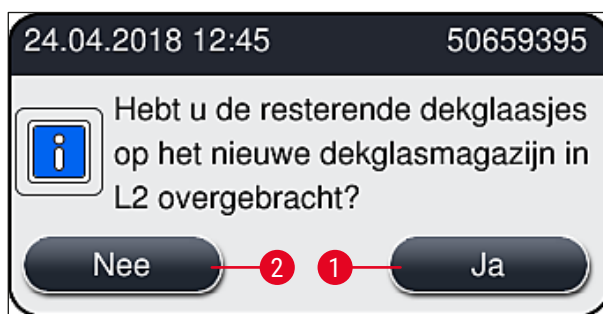 24.04.2018 12:45 50659395
Hebt u de resterende dekglaasjes
op het nieuwe dekglasmagazijn in
L2 overgebracht?
Nee 2 1 Ja